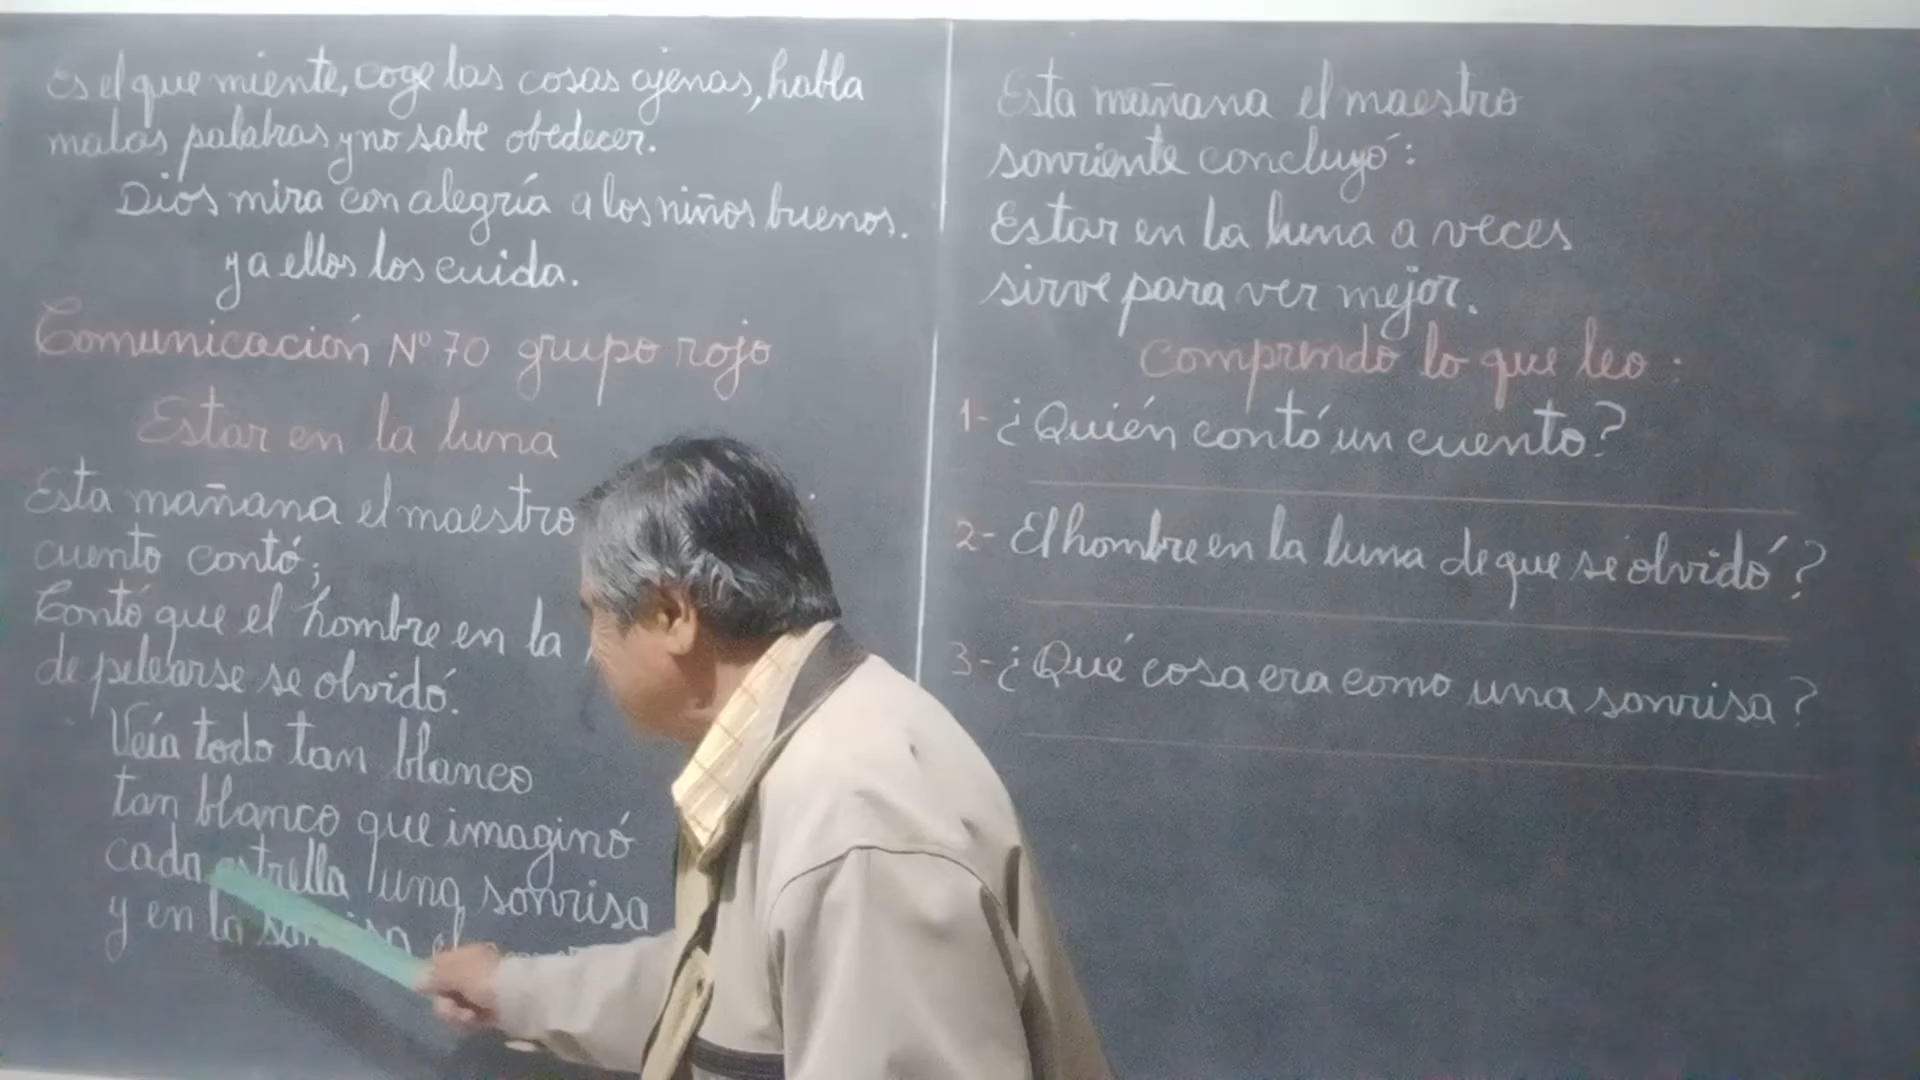 Es el que miente, coge las cosas ajenas, habla
malas palabras y no sabe obedecer.
Dios mira con alegría a los niños buenos.
y a ellos los cuida.
Comunicación Nº 70 grupo rojo
Estar en la luna
Esta mañana el maestro
cuento contó;
Contó que el hombre en la
de pelearse se olvidó.
Veía todo tan blanco
tan blanco que imaginó
cada estrella luna sonrisa
y en la sonrisa el
Esta mañana el maestro
sonriente concluyó:
Estar en la luna a veces
sirve para ver mejor.
Comprendo lo que leo:
1- ¿Quién contó un cuento?
2- El hombre en la luna de que se olvidó?
3- ¿Qué cosa era como una sonrisa?